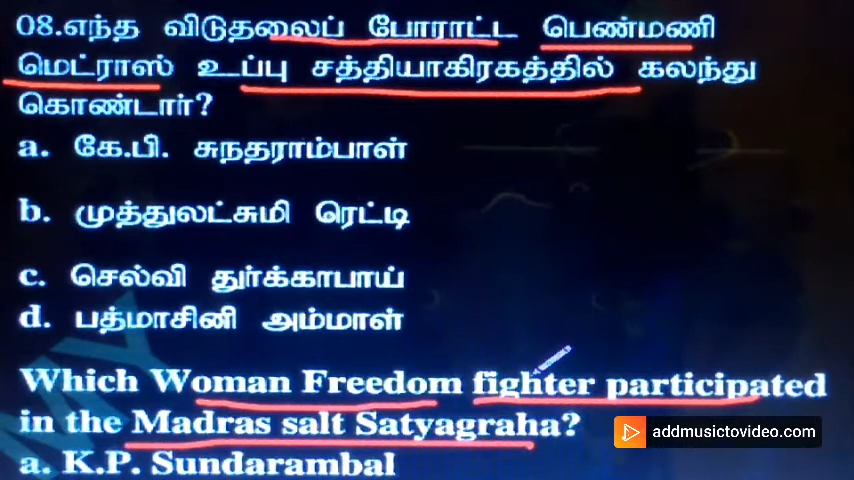 08.எந்த விடுதலைப் போராட்ட பெண்மணி
மெட்ராஸ் உப்பு சத்தியாகிரகத்தில் கலந்து
கொண்டார்?
a. கே.பி. சுநதராம்பாள்
b. முத்துலட்சுமி ரெட்டி
c. செல்வி துர்க்காபாய்
d. பத்மாசினி அம்மாள்
Which Woman Freedom fighter participated
in the Madras salt Satyagraha?
addmusictovideo.com
a. K.P. Sundarambal